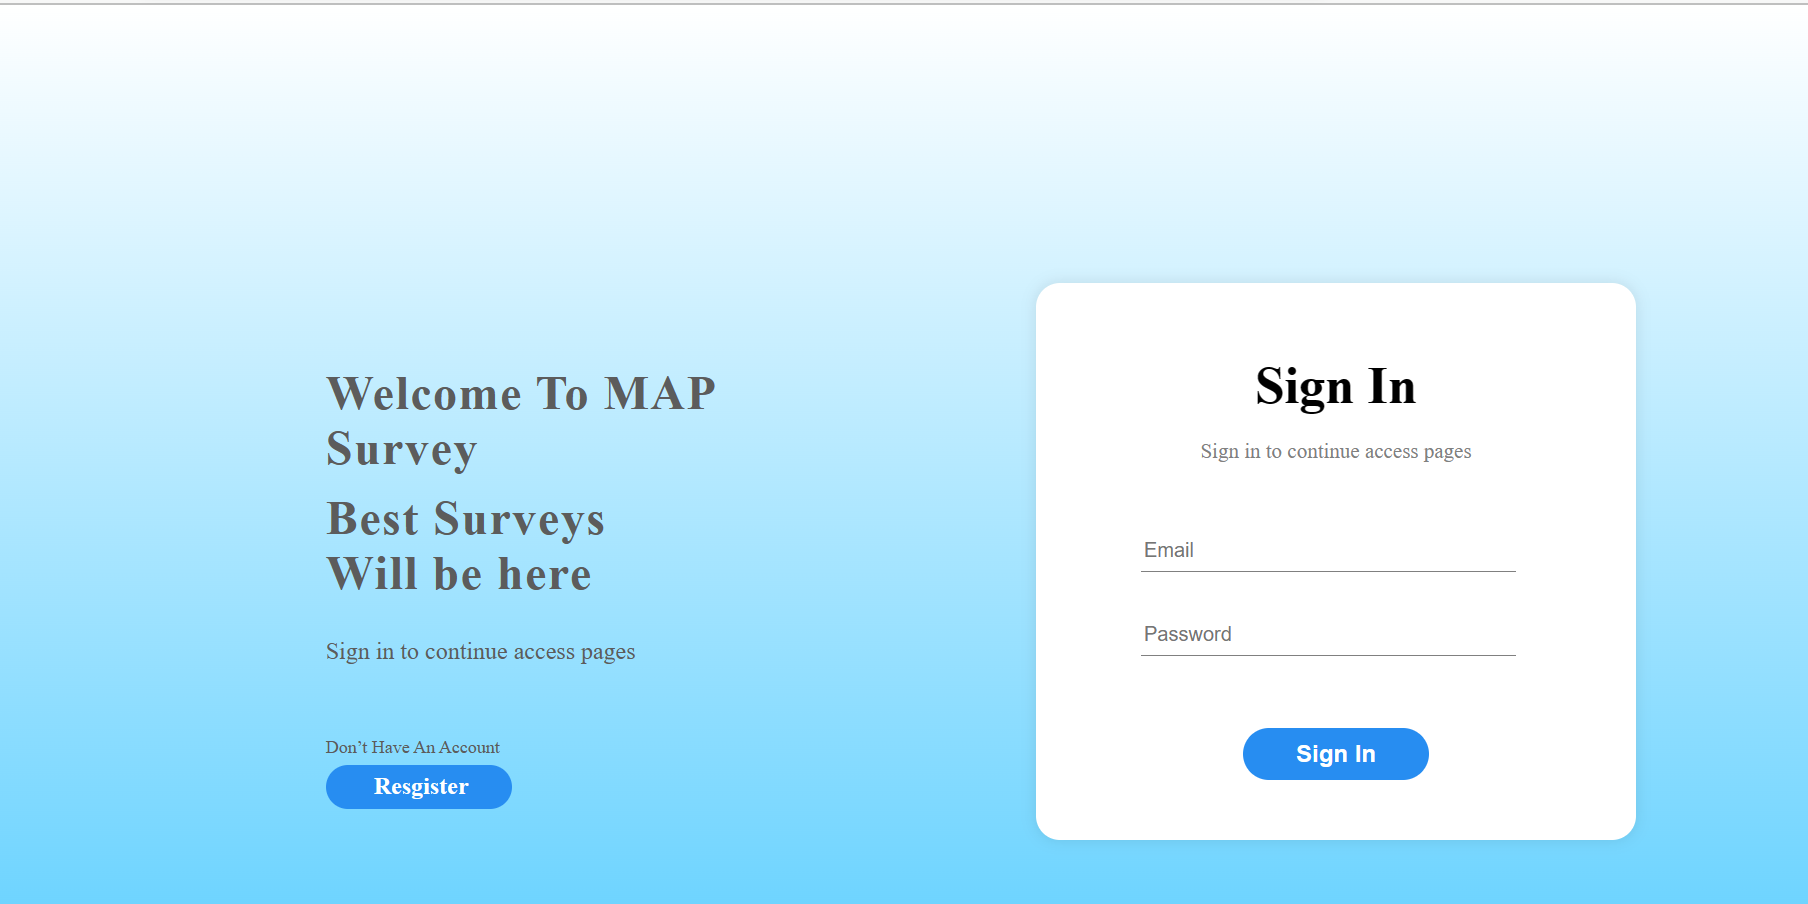 Welcome To MAP
Survey
Best Surveys
Will be here
Sign in to continue access pages
Don’t Have An Account
Resgister
Sign In
Sign in to continue access pages
Email
Password
Sign In